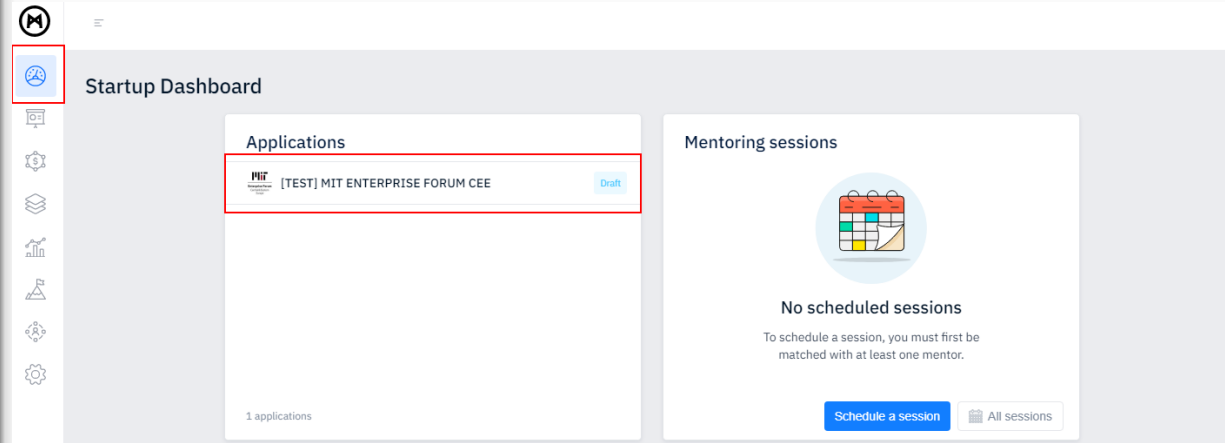 Startup Dashboard
Applications
MIT
[TEST] MIT ENTERPRISE FORUM CEE
Draft
1 applications
Mentoring sessions
No scheduled sessions
To schedule a session, you must first be
matched with at least one mentor.
Schedule a session
All sessions